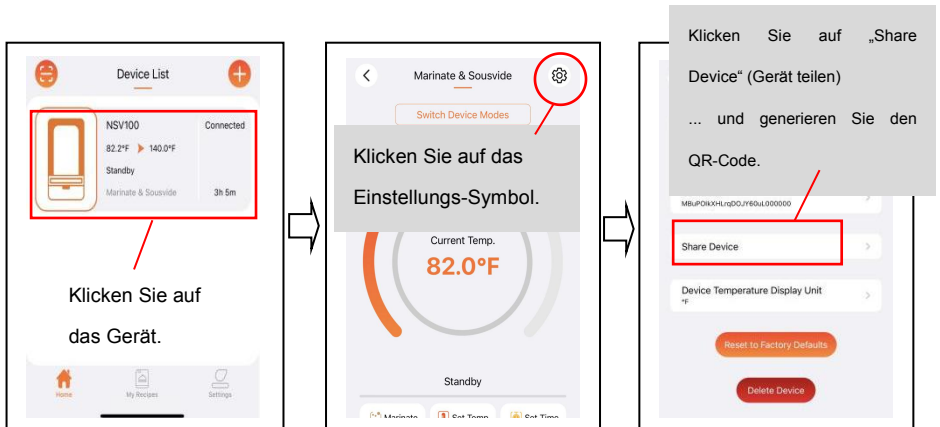 Device List
NSV100
Connected
82.2°F
140.0°F
Standby
Marinate & Sousvide
3h 5m
Klicken Sie auf
das Gerät.
Home
My Recipes
Settings
Marinate & Sousvide
Switch Device Modes
Klicken Sie auf das
Einstellungs-Symbol.
Current Temp.
82.0°F
Standby
Marinate
Set Temp
Set Time
Klicken Sie auf „Share
Device“ (Gerät teilen)
... und generieren Sie den
QR-Code.
Share Device
Device Temperature Display Unit
°F
Reset to Factory Defaults
Delete Device